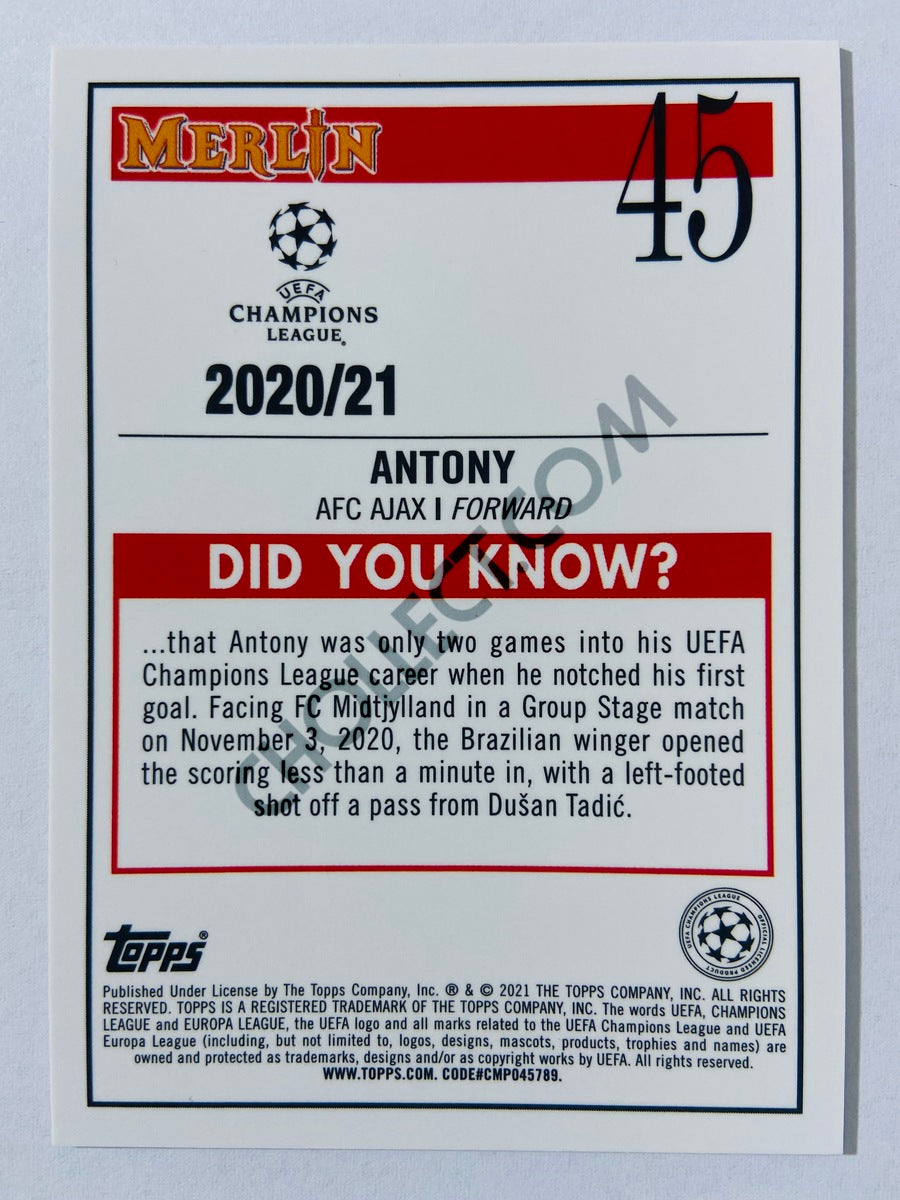 MERLIN
45
UEFA
CHAMPIONS
LEAGUE®
2020/21
ANTONY
AFC AJAX | FORWARD
DID YOU KNOW?
...that Antony was only two games into his UEFA
Champions League career when he notched his first
goal. Facing FC Midtjylland in a Group Stage match
on November 3, 2020, the Brazilian winger opened
the scoring less than a minute in, with a left-footed
shot off a pass from Dušan Tadić.
CHOLLECT.COM
topps®
UEFA CHAMPIONS LEAGUE
OFFICIAL LICENSED PRODUCT
Published Under License by The Topps Company, Inc. ® & © 2021 THE TOPPS COMPANY, INC. ALL RIGHTS
RESERVED. TOPPS IS A REGISTERED TRADEMARK OF THE TOPPS COMPANY, INC. The words UEFA, CHAMPIONS
LEAGUE and EUROPA LEAGUE, the UEFA logo and all marks related to the UEFA Champions League and UEFA
Europa League (including, but not limited to, logos, designs, mascots, products, trophies and names) are
owned and protected as trademarks, designs and/or as copyright works by UEFA. All rights reserved.
WWW.TOPPS.COM. CODE#CMP045789.